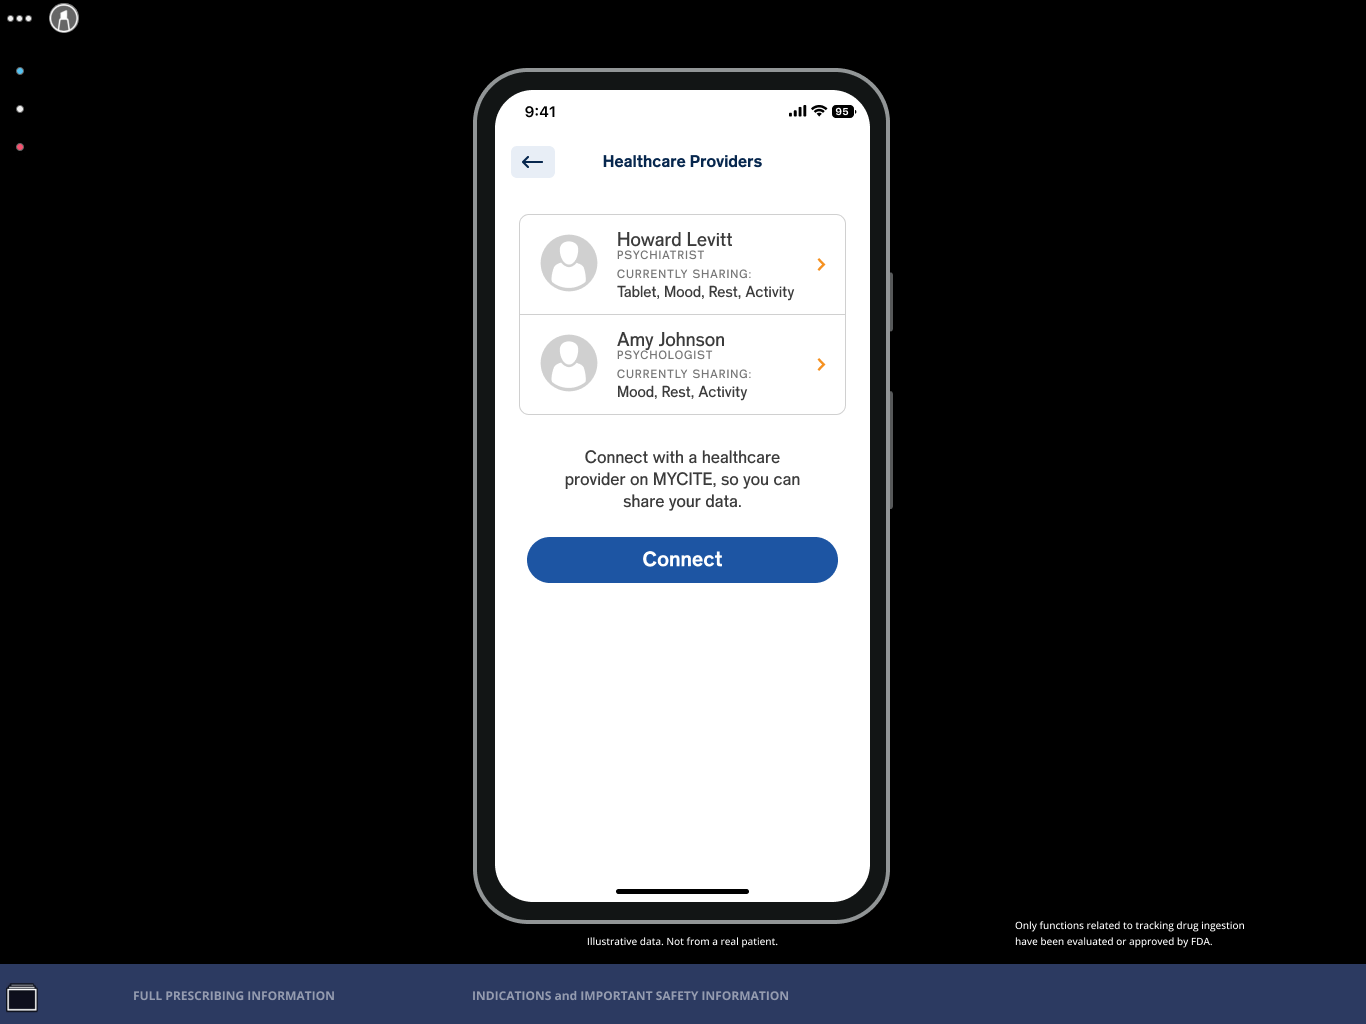 9:41
95
Healthcare Providers
Howard Levitt
PSYCHIATRIST
CURRENTLY SHARING:
Tablet, Mood, Rest, Activity
Amy Johnson
PSYCHOLOGIST
CURRENTLY SHARING:
Mood, Rest, Activity
Connect with a healthcare
provider on MYCITE, so you can
share your data.
Connect
Illustrative data. Not from a real patient.
Only functions related to tracking drug ingestion
have been evaluated or approved by FDA.
FULL PRESCRIBING INFORMATION
INDICATIONS and IMPORTANT SAFETY INFORMATION